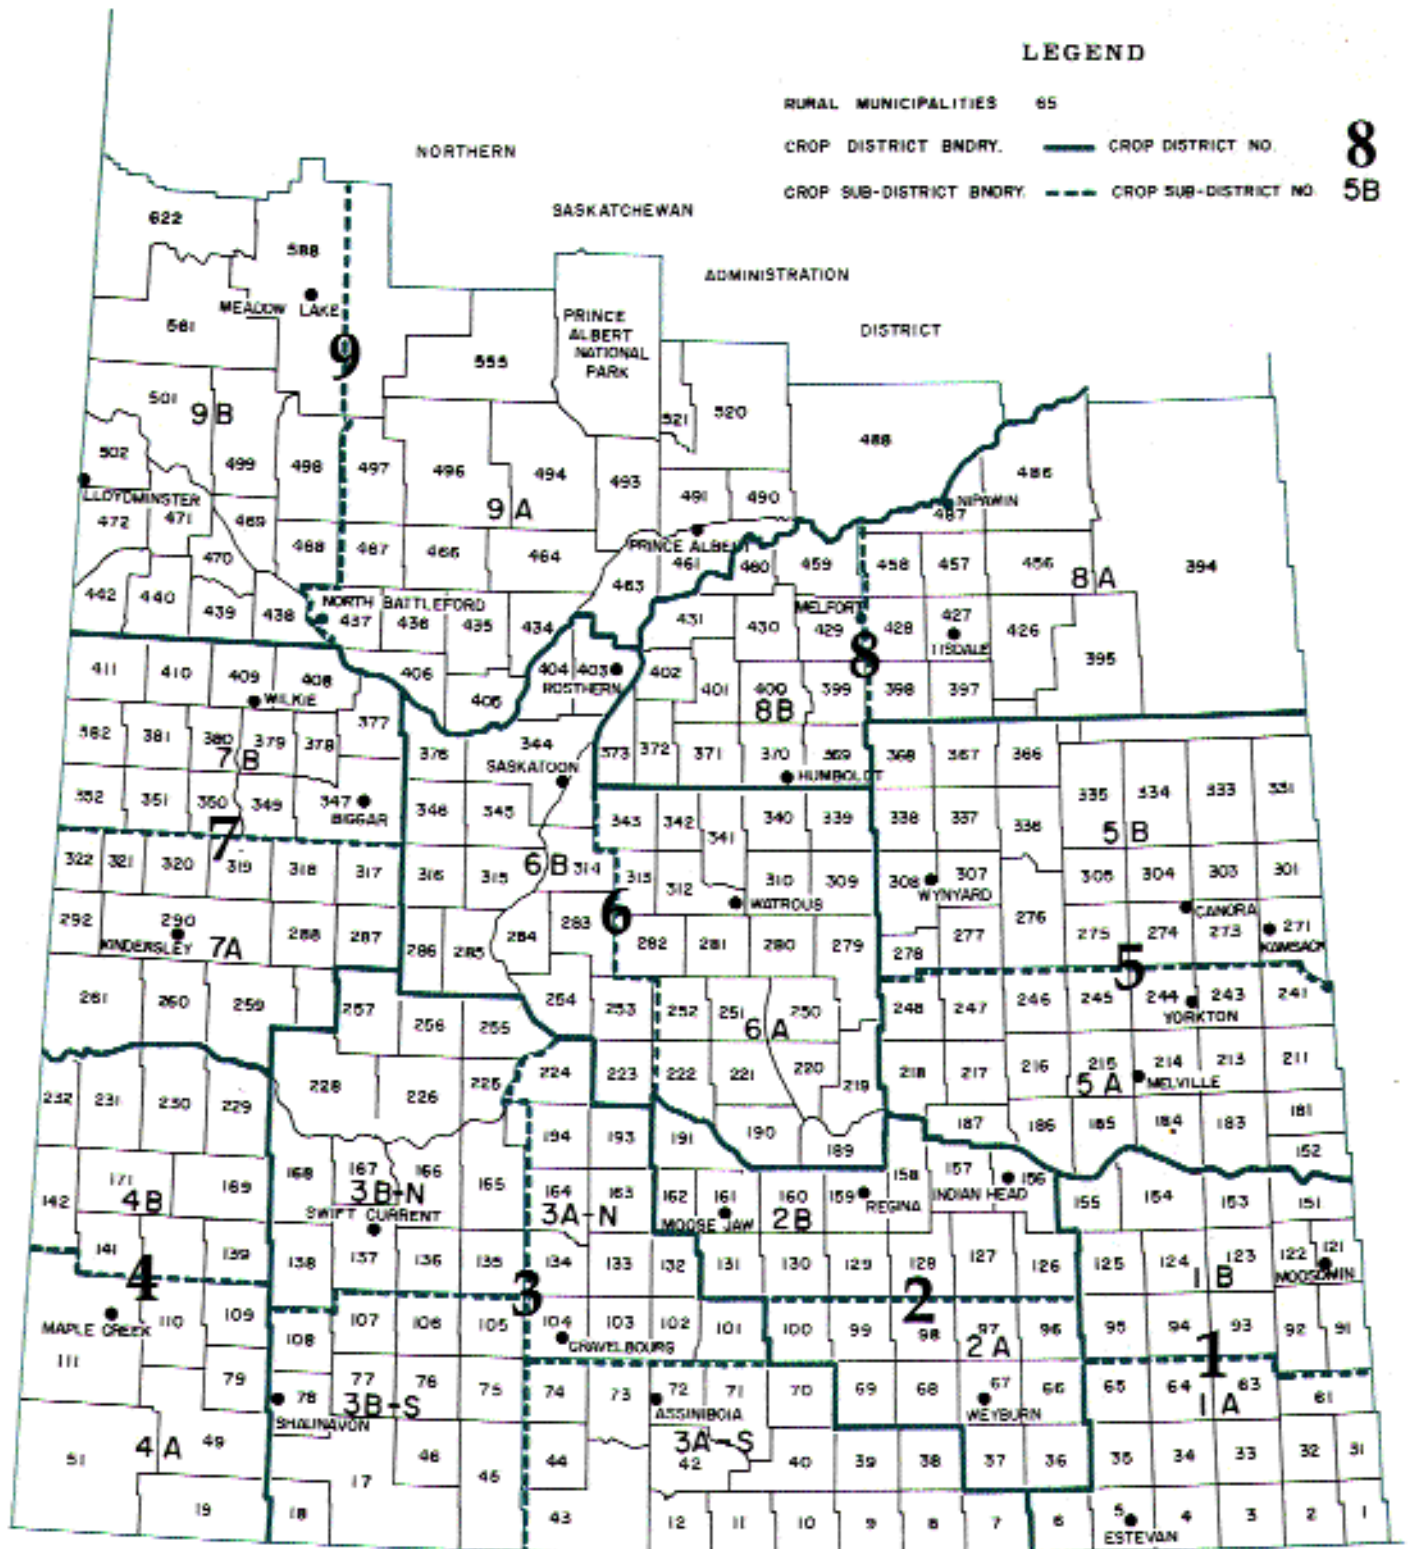 LEGEND
RURAL MUNICIPALITIES 65
CROP DISTRICT BNDRY. CROP DISTRICT NO. 8
CROP SUB-DISTRICT BNDRY. CROP SUB-DISTRICT NO. 5B
NORTHERN
SASKATCHEWAN
ADMINISTRATION
DISTRICT
622
588
MEADOW LAKE
561
9
555
PRINCE
ALBERT
NATIONAL
PARK
501
9B
521 520
488
502
499 498 497 496 494 493
486
491 490
LLOYDMINSTER
9A
NIPAWIN
487
472 471 469
470 468 467 466 464
PRINCE ALBERT
461 460 459 458 457 456
8A
394
463
442 440 439 438
NORTH BATTLEFORD
437 436 435 434
431 430
MELFORT
429 428 427 426
TISDALE
8
395
411 410 409 408 406 405
404 403
ROSTHERN
402 401 400 399 398 397
8B
WILKIE
377
382 381 380 379 378
7B
376 344
SASKATOON
373 372 371 370 369 368 367 366
HUMBOLDT
352 351 350 349 347
BIGGAR
346 345
343 342 341 340 339 338 337 336
335 334 333 331
5B
7
322 321 320 319 318 317 316 315
6B
314 313 312 310 309 308 307
WATROUS
WYNYARD
305 304 303 301
6
292 290 288 287 286 285 284 283 282 281 280 279 278 277 276 275 274 273 271
KINDERSLEY
7A
CANORA
KAMSACK
5
261 260 259 257 256 255 254 253 252 251 250 248 247 246 245 244 243 241
6A
YORKTON
232 231 230 229 228 226 225 224 223 222 221 220 219 218 217 216 215 214 213 211
5A
MELVILLE
194 193 191 190 189 187 186 185 184 183 181
171 169 168 167 166 165 164 163 162 161 160 159 158 157 156 155 154 153 152 151
4B
3B-N
3A-N
2B
SWIFT CURRENT
MOOSE JAW
REGINA
INDIAN HEAD
142 141 139 138 137 136 135 134 133 132 131 130 129 128 127 126 125 124 123 122 121
1B
MOOSOMIN
4
3
2
MAPLE CREEK
111 110 109 108 107 106 105 104 103 102 101 100 99 98 97 96 95 94 93 92 91
GRAVELBOURG
2A
1
79 78 77 76 75 74 73 72 71 70 69 68 67 66 65 64 63 61
SHAUNAVON
3B-S
ASSINIBOIA
WEYBURN
1A
3A-S
51 4A 49 46 45 44 42 40 39 38 37 36 35 34 33 32 31
17
19 18 43 12 11 10 9 8 7 6 5 4 3 2 1
ESTEVAN